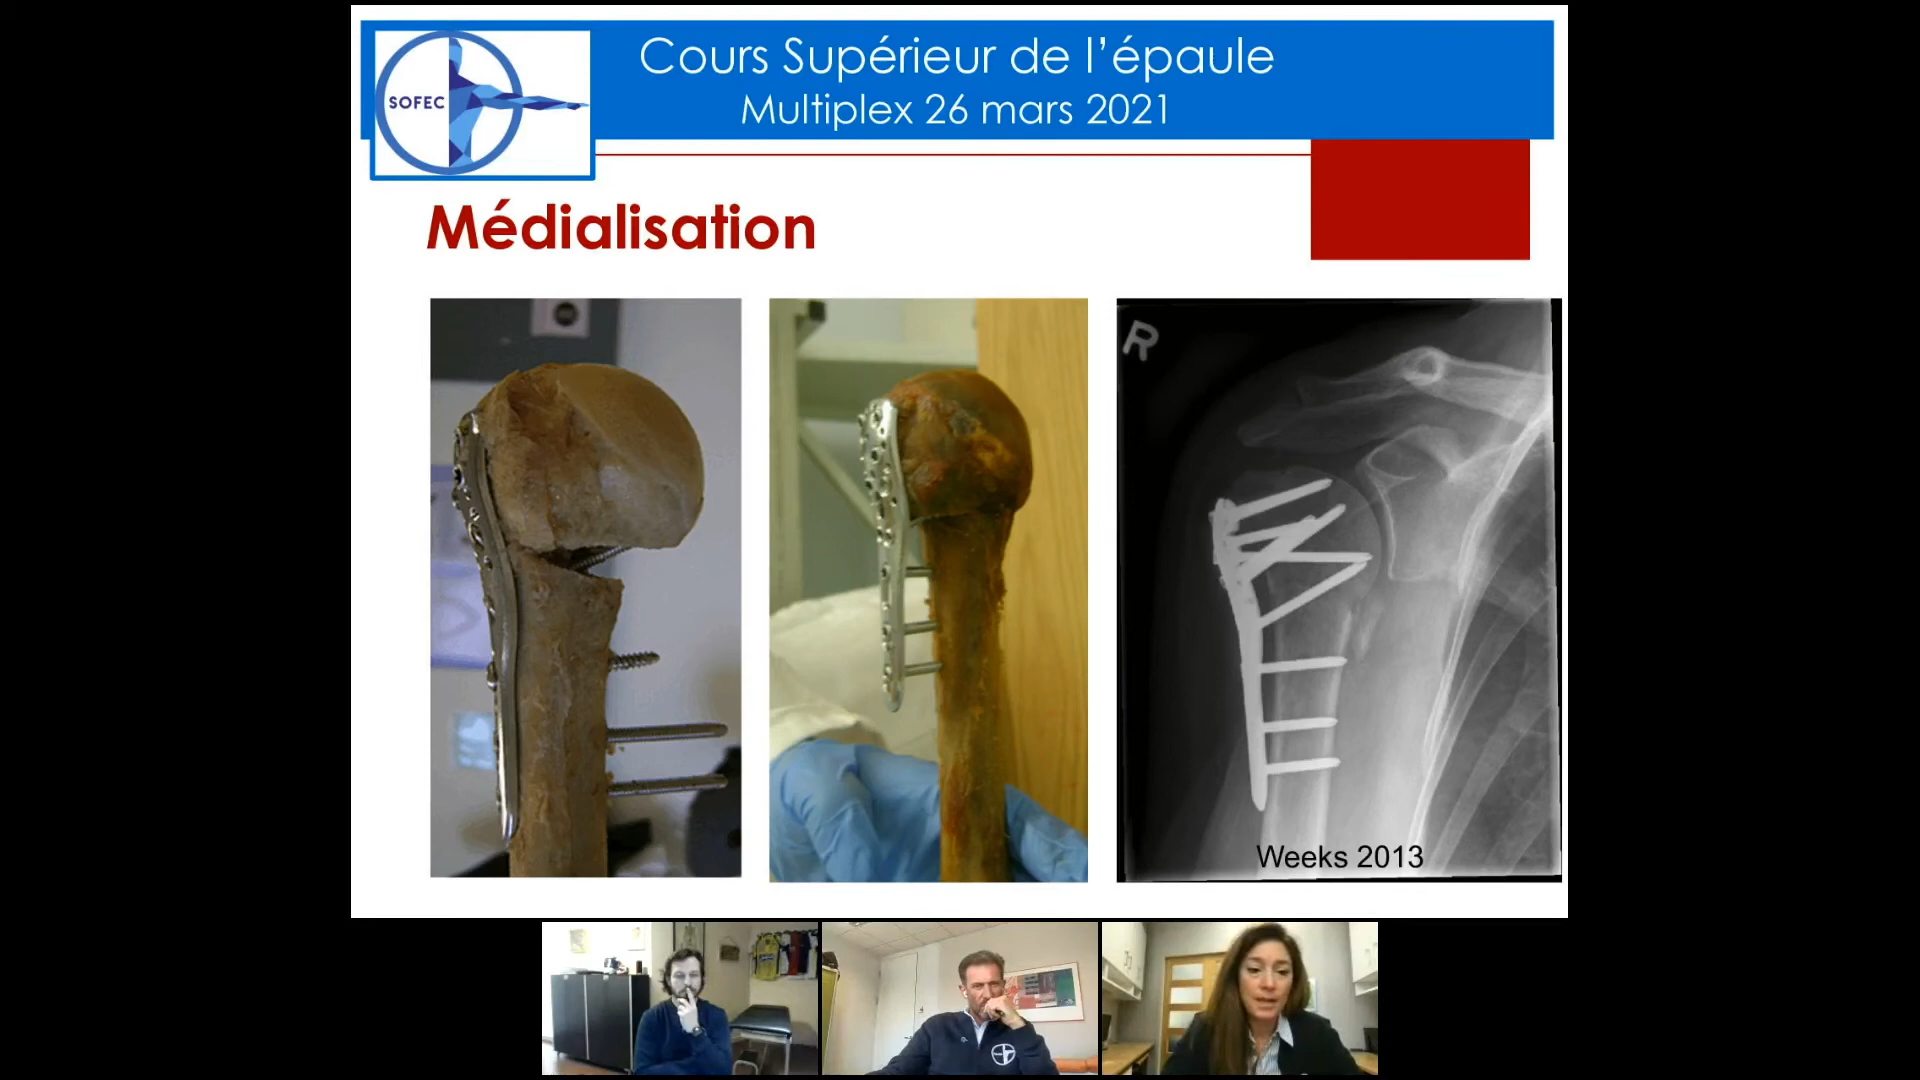 SOFEC
Cours Supérieur de l'épaule
Multiplex 26 mars 2021
Médialisation
R
Weeks 2013